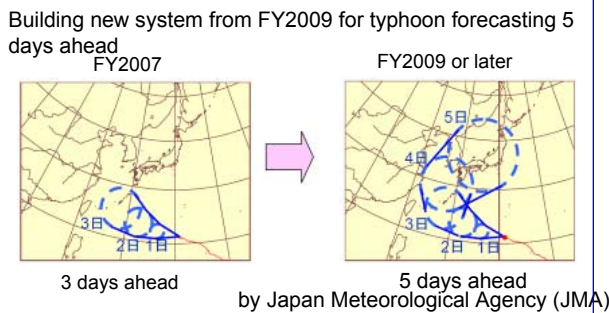 Building new system from FY2009 for typhoon forecasting 5
days ahead
FY2007
FY2009 or later
3日
2日
1日
5日
4日
3日
2日
1日
3 days ahead
5 days ahead
by Japan Meteorological Agency (JMA)